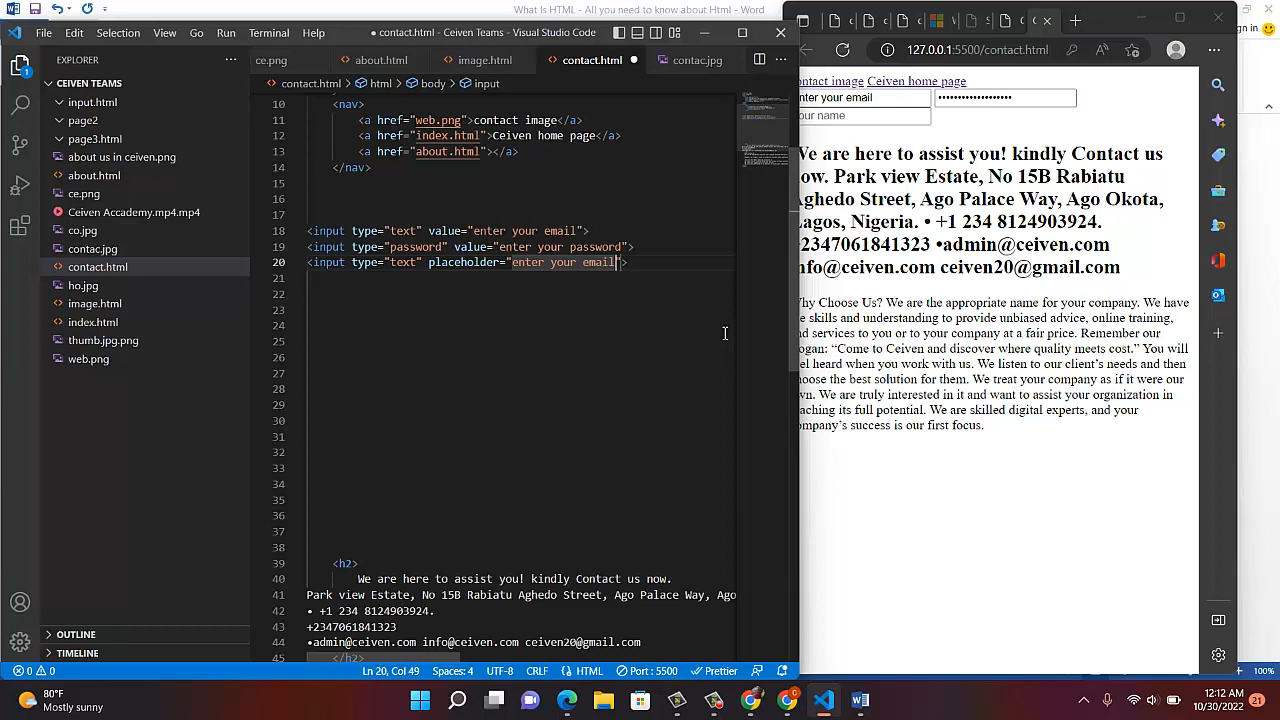 What Is HTML - All you need to know about Html - Word
File Edit Selection View Go Run Terminal Help
● contact.html - Ceiven Teams - Visual Studio Code
EXPLORER
CEIVEN TEAMS
input.html
page2
page3.html
about us in ceiven.png
about.html
ce.png
Ceiven Accademy.mp4.mp4
co.jpg
contac.jpg
contact.html
ho.jpg
image.html
index.html
thumb.jpg.png
web.png
OUTLINE
TIMELINE
1
ce.png
about.html
contact.html
contac.jpg
contact.html > html > body > input
10 <nav>
11 <a href="web.png">contact image</a>
12 <a href="index.html">Ceiven home page</a>
13 <a href="about.html"></a>
14 </nav>
15
16
17
18 <input type="text" value="enter your email">
19 <input type="password" value="enter your password">
20 <input type="text" placeholder="enter your email">
21
22
23
24
25
26
27
28
29
30
31
32
33
34
35
36
37
38
39 <h2>
40 We are here to assist you! kindly Contact us now.
41 Park view Estate, No 15B Rabiatu Aghedo Street, Ago Palace Way, Ago
42 • +1 234 8124903924.
43 +2347061841323
44 •admin@ceiven.com info@ceiven.com ceiven20@gmail.com
45 </h2>
0 0
Ln 20, Col 49 Spaces: 4 UTF-8 CRLF HTML Port : 5500 Prettier
127.0.0.1:5500/contact.html
ontact image Ceiven home page
nter your email ••••••••••••••••••
our name
We are here to assist you! kindly Contact us
ow. Park view Estate, No 15B Rabiatu
Aghedo Street, Ago Palace Way, Ago Okota,
Lagos, Nigeria. • +1 234 8124903924.
2347061841323 •admin@ceiven.com
nfo@ceiven.com ceiven20@gmail.com
hy Choose Us? We are the appropriate name for your company. We have
e skills and understanding to provide unbiased advice, online training,
nd services to you or to your company at a fair price. Remember our
ogan: “Come to Ceiven and discover where quality meets cost.” You will
el heard when you work with us. We listen to our client’s needs and then
oose the best solution for them. We treat your company as if it were our
wn. We are truly interested in it and want to assist your organization in
aching its full potential. We are skilled digital experts, and your
ompany’s success is our first focus.
gn in
100%
80°F
Mostly sunny
12:12 AM
10/30/2022
21